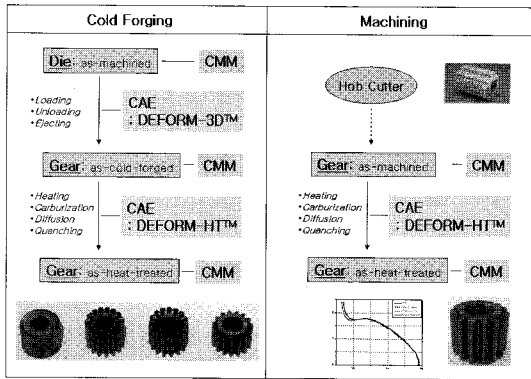 Cold Forging
Die: as-machined
CMM
•Loading
•Unloading
•Ejecting
CAE
: DEFORM-3D™
Gear: as-cold-forged
CMM
•Heating
•Carburization
•Diffusion
•Quenching
CAE
: DEFORM-HT™
Gear: as-heat-treated
CMM
Machining
Hob Cutter
Gear: as-machined
CMM
•Heating
•Carburization
•Diffusion
•Quenching
CAE
: DEFORM-HT™
Gear: as-heat-treated
CMM